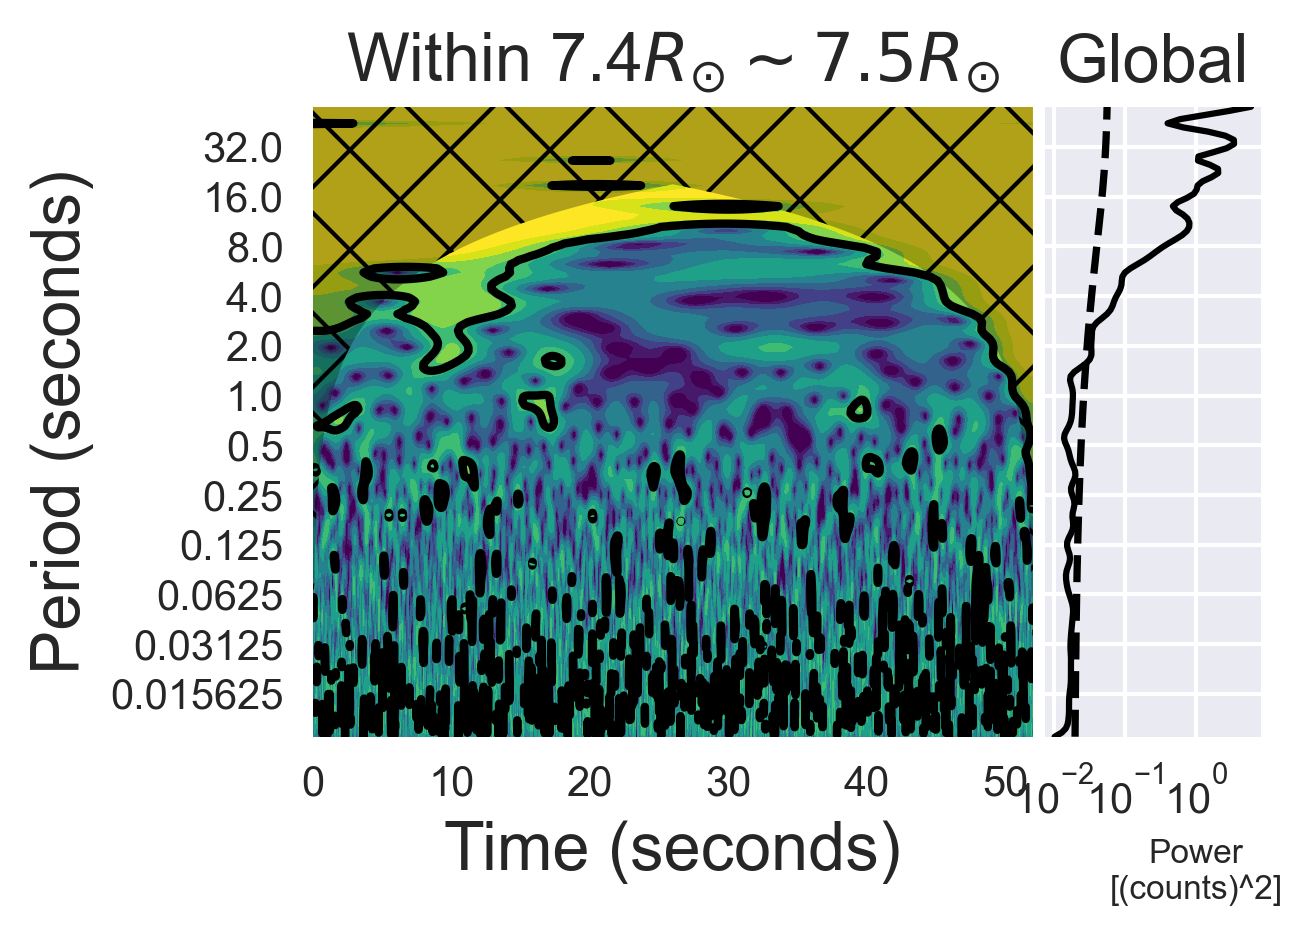 Within 7.4R☉ ~ 7.5R☉
Global
Period (seconds)
32.0
16.0
8.0
4.0
2.0
1.0
0.5
0.25
0.125
0.0625
0.03125
0.015625
0 10 20 30 40 50
10⁻² 10⁻¹ 10⁰
Time (seconds)
Power
[(counts)^2]